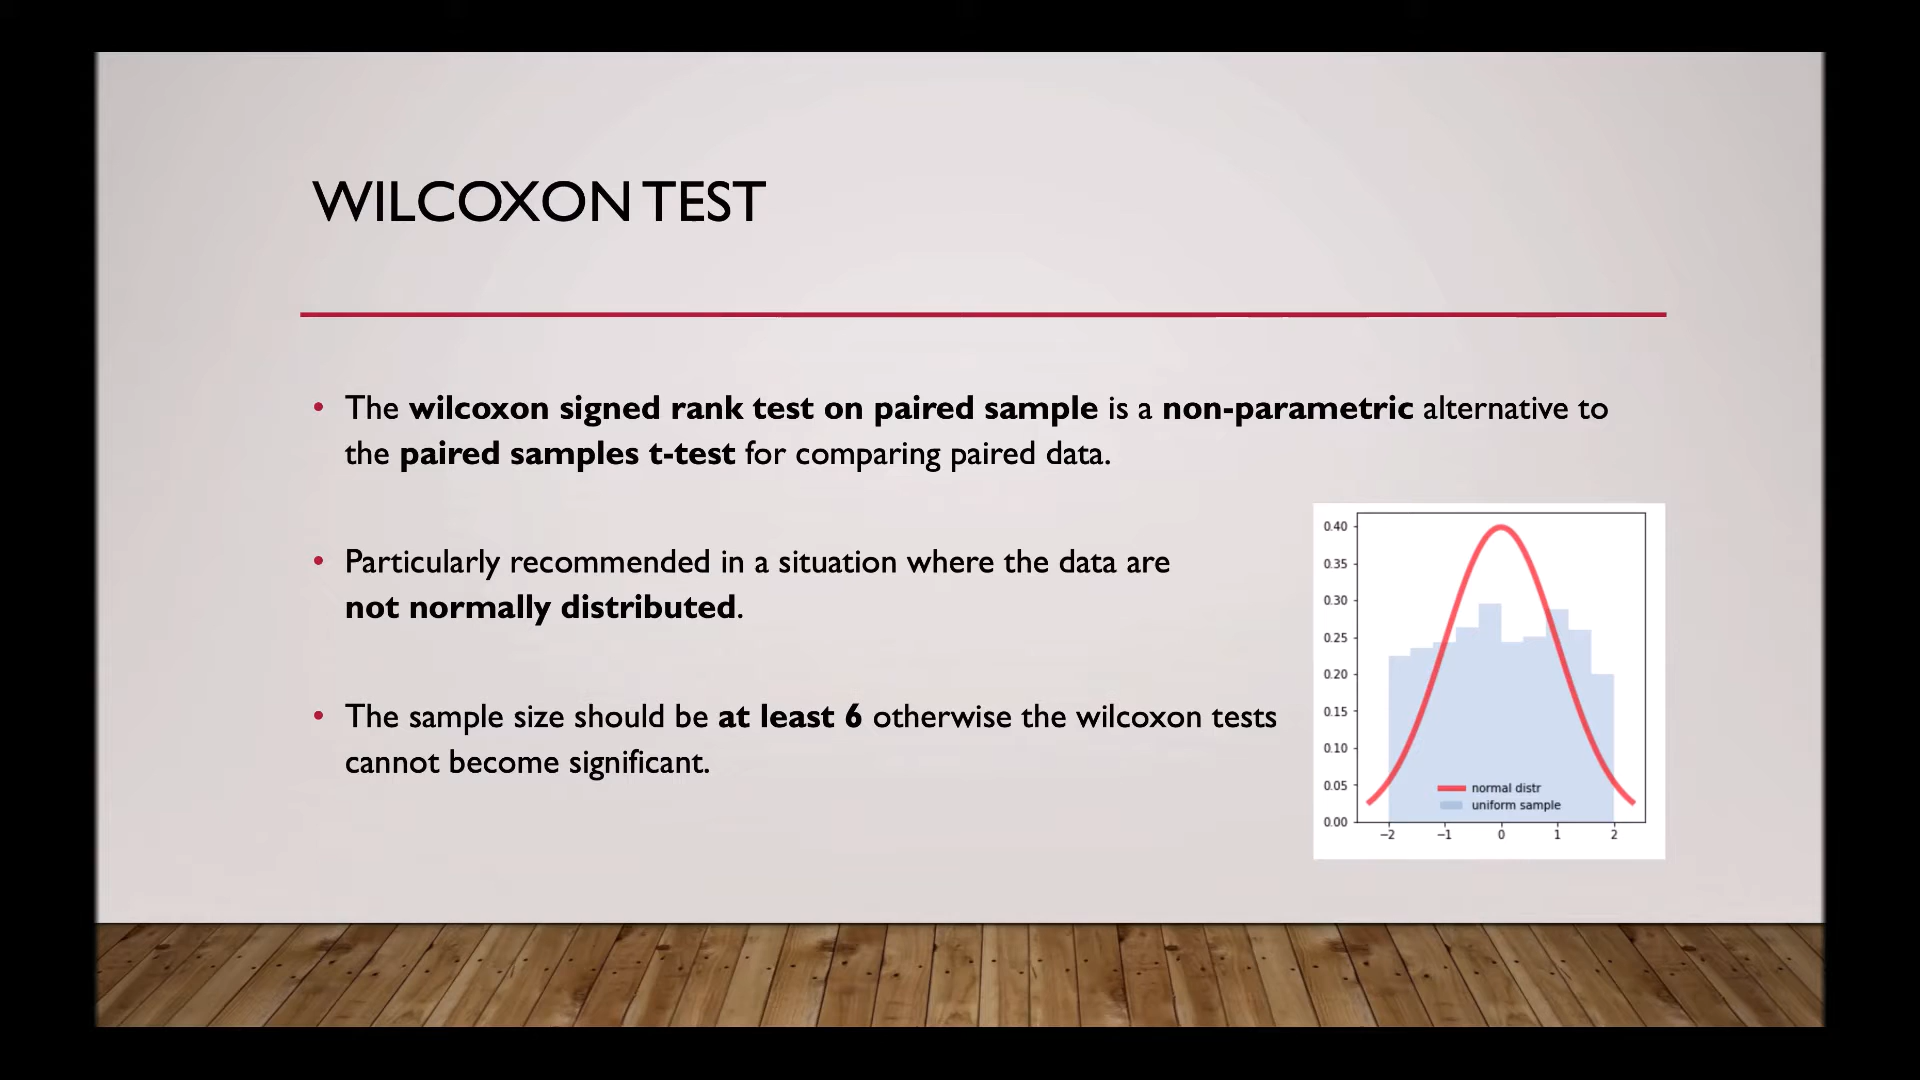 WILCOXON TEST
• The wilcoxon signed rank test on paired sample is a non-parametric alternative to
the paired samples t-test for comparing paired data.
• Particularly recommended in a situation where the data are
not normally distributed.
• The sample size should be at least 6 otherwise the wilcoxon tests
cannot become significant.
0.40
0.35
0.30
0.25
0.20
0.15
0.10
0.05
0.00
normal distr
uniform sample
−2 −1 0 1 2